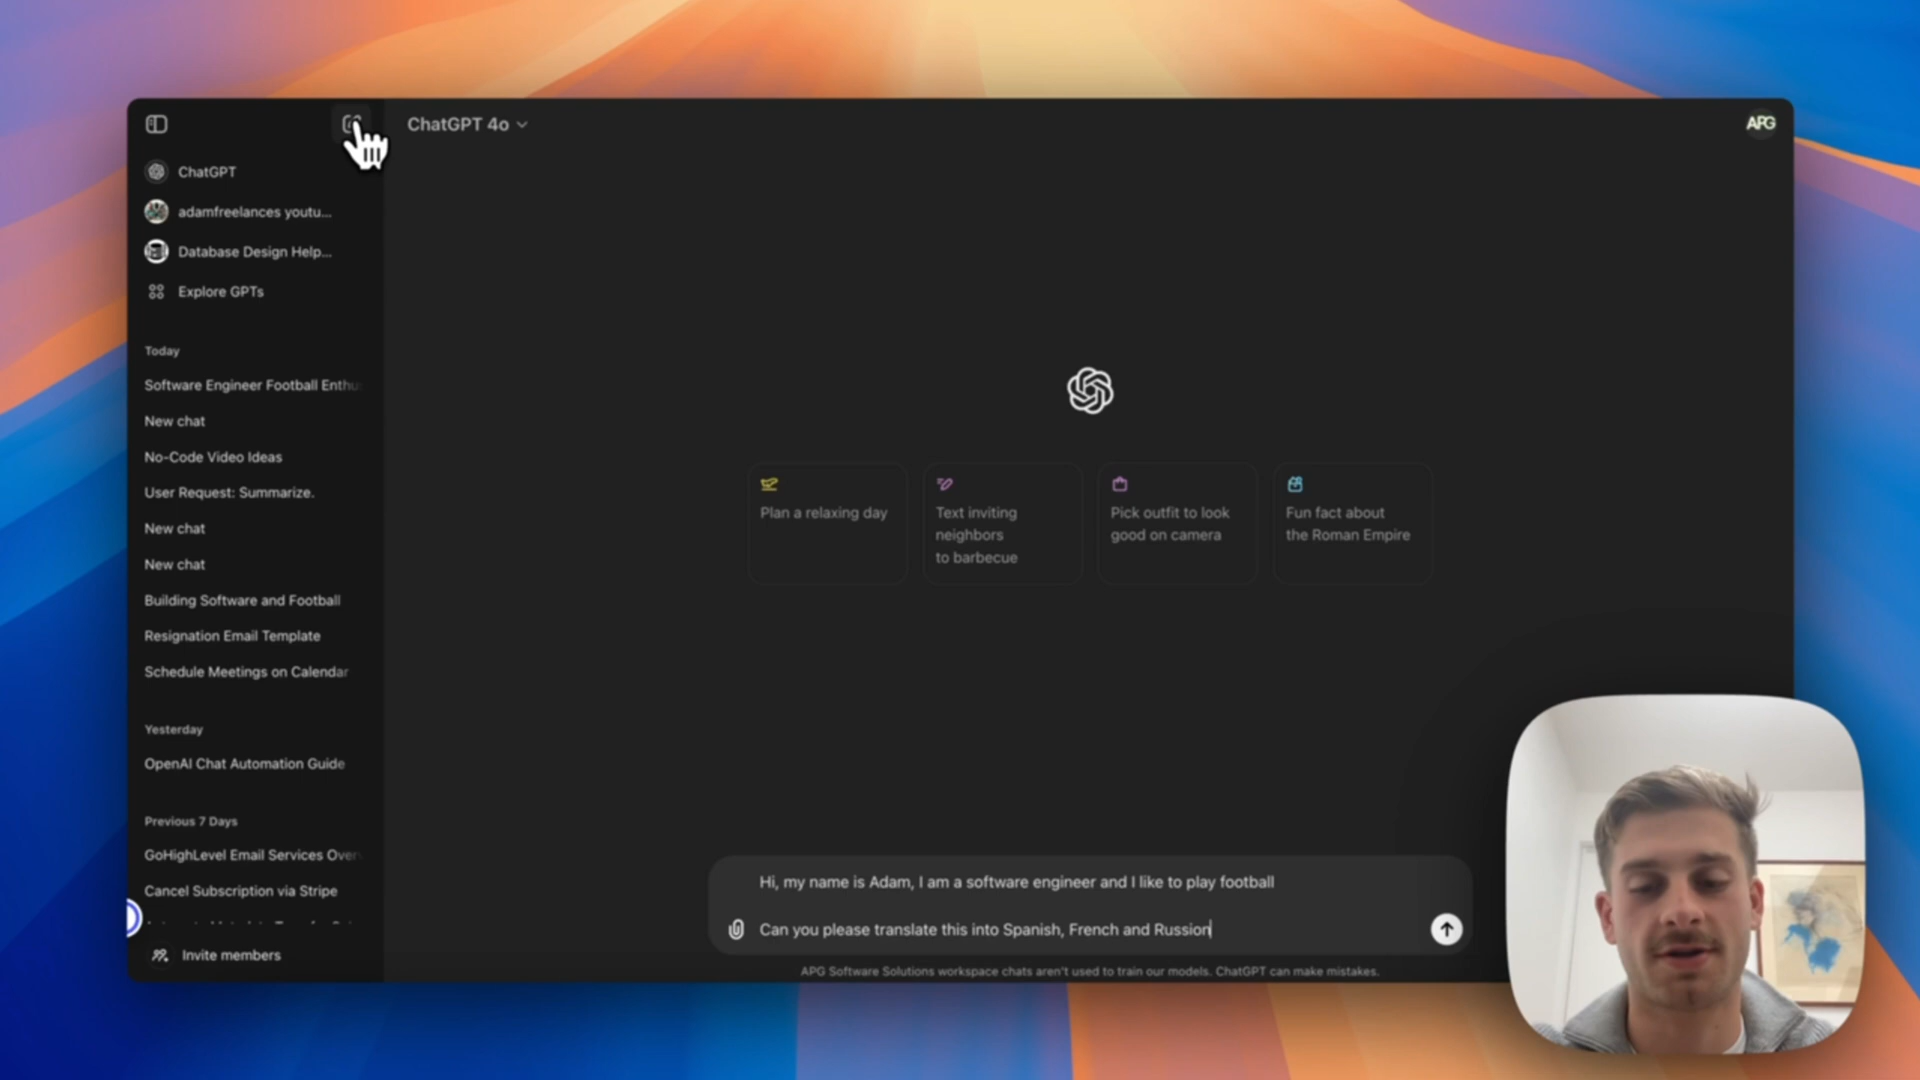 ChatGPT 4o
APG
ChatGPT
adamfreelances youtu...
Database Design Help...
Explore GPTs
Today
Software Engineer Football Enthu
New chat
No-Code Video Ideas
User Request: Summarize.
New chat
New chat
Building Software and Football
Resignation Email Template
Schedule Meetings on Calendar
Yesterday
OpenAI Chat Automation Guide
Previous 7 Days
GoHighLevel Email Services Over
Cancel Subscription via Stripe
Invite members
Plan a relaxing day
Text inviting
neighbors
to barbecue
Pick outfit to look
good on camera
Fun fact about
the Roman Empire
Hi, my name is Adam, I am a software engineer and I like to play football
Can you please translate this into Spanish, French and Russion
APG Software Solutions workspace chats aren't used to train our models. ChatGPT can make mistakes.